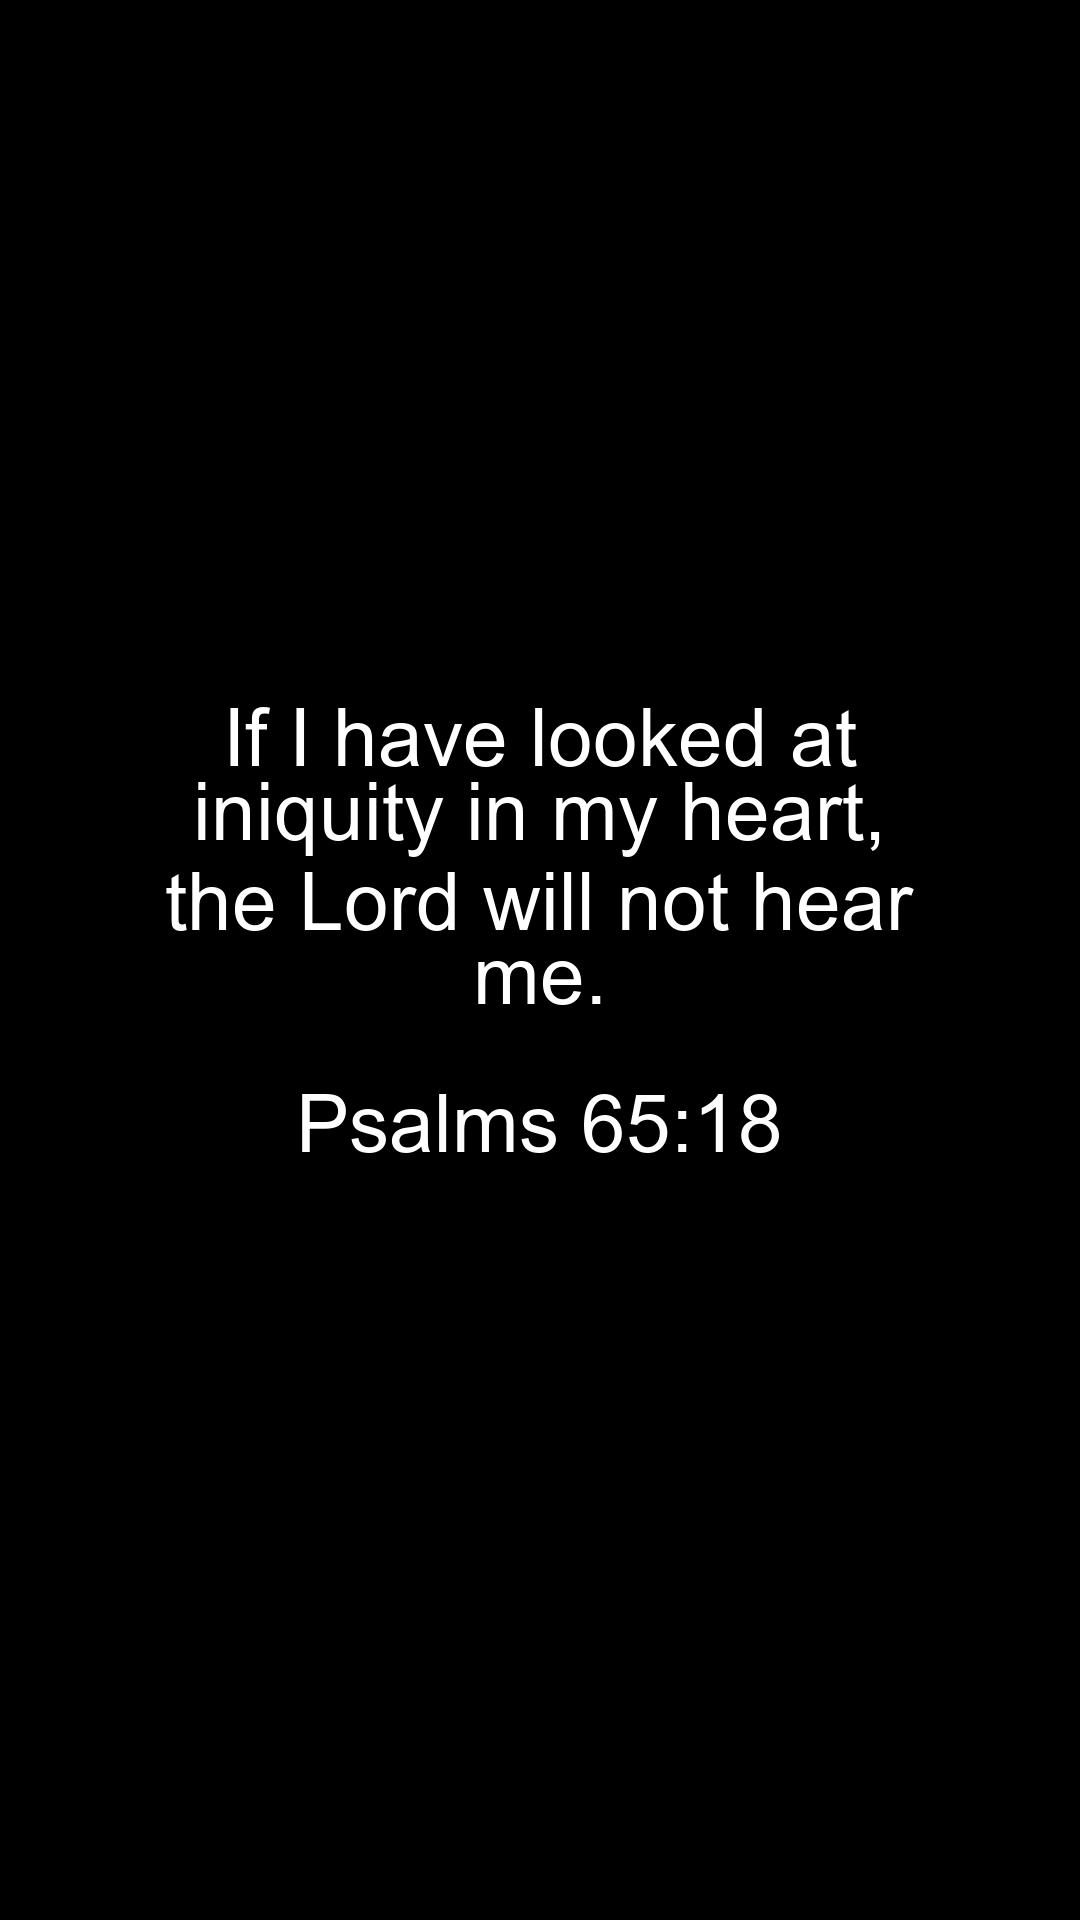 If I have looked at
iniquity in my heart,
the Lord will not hear
me.
Psalms 65:18